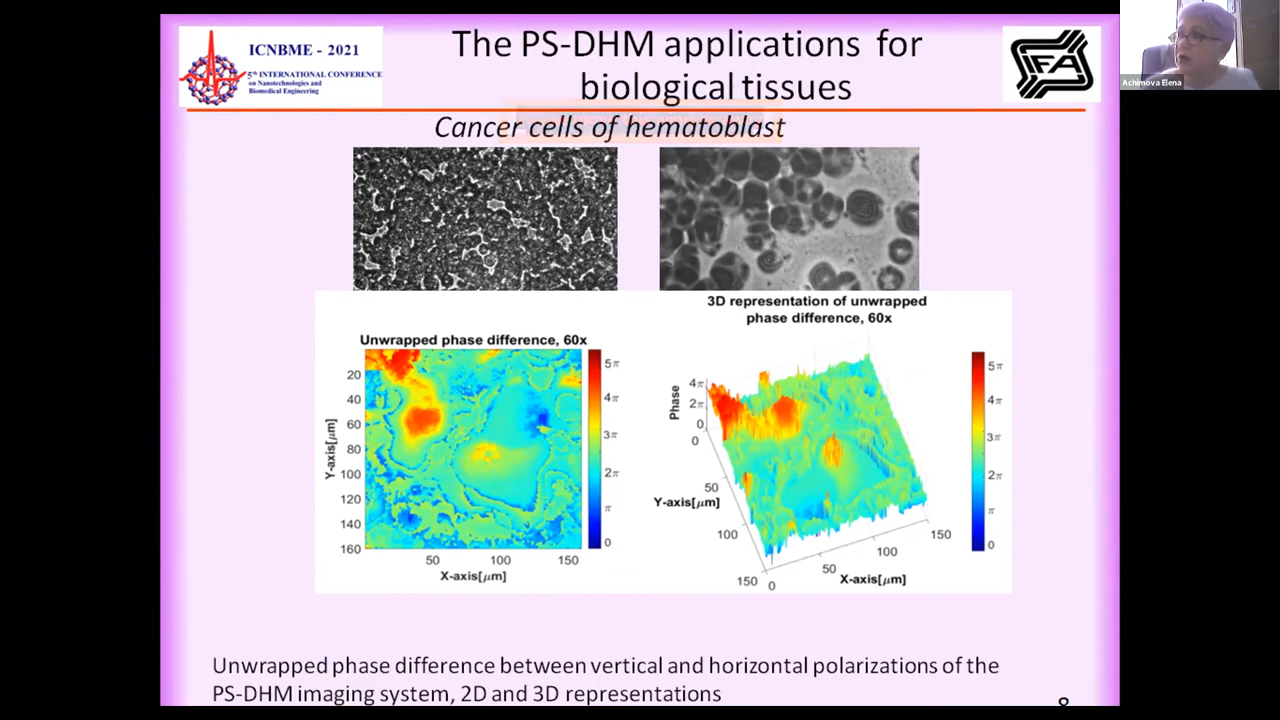 ICNBME - 2021
5th INTERNATIONAL CONFERENCE
on Nanotechnologies and
Biomedical Engineering
The PS-DHM applications for
biological tissues
IFA
Achimova Elena
Cancer cells of hematoblast
Unwrapped phase difference, 60x
20
40
60
80
100
120
140
160
Y-axis[μm]
50
100
150
X-axis[μm]
5π
4π
3π
2π
π
0
3D representation of unwrapped
phase difference, 60x
Phase
4π
2π
0
0
50
100
150
Y-axis[μm]
0
50
100
150
X-axis[μm]
5π
4π
3π
2π
π
0
Unwrapped phase difference between vertical and horizontal polarizations of the
PS-DHM imaging system, 2D and 3D representations
8